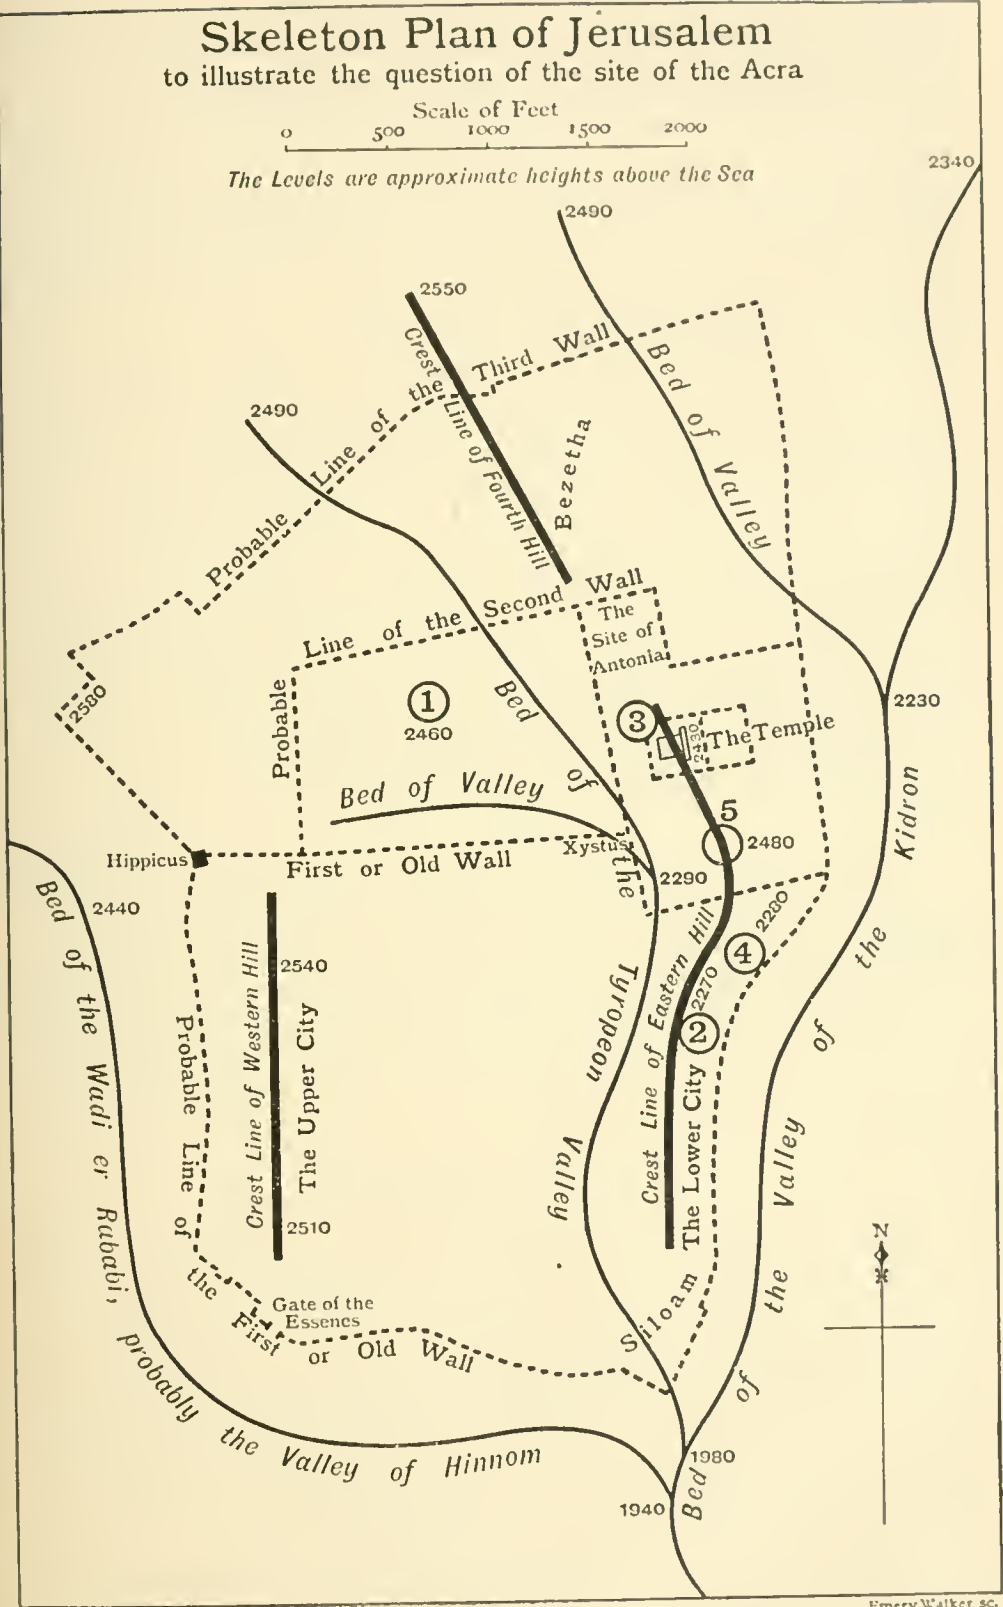 Skeleton Plan of Jerusalem
to illustrate the question of the site of the Acra
Scale of Feet
0 500 1000 1500 2000
The Levels are approximate heights above the Sea
2340
2490
2550
Crest Line of Fourth Hill
Probable Line of the Third Wall
Bed of Valley
2490
Bezetha
2580
Probable Line of the Second Wall
The
Site of
Antonia
1
2460
Bed of Valley
3
2430
The Temple
2230
5
2480
Hippicus
First or Old Wall
Xystus
2290
Bed of the Tyropeon Valley
2440
Bed of the Wadi er Rababi, probably the Valley of Hinnom
2280
4
2270
2
Crest Line of Eastern Hill
The Lower City
Crest Line of Western Hill
2540
The Upper City
2510
Probable Line of the First or Old Wall
Gate of the
Essenes
Siloam
Bed of the Valley of the Kidron
N
1980
1940
Emery Walker sc.